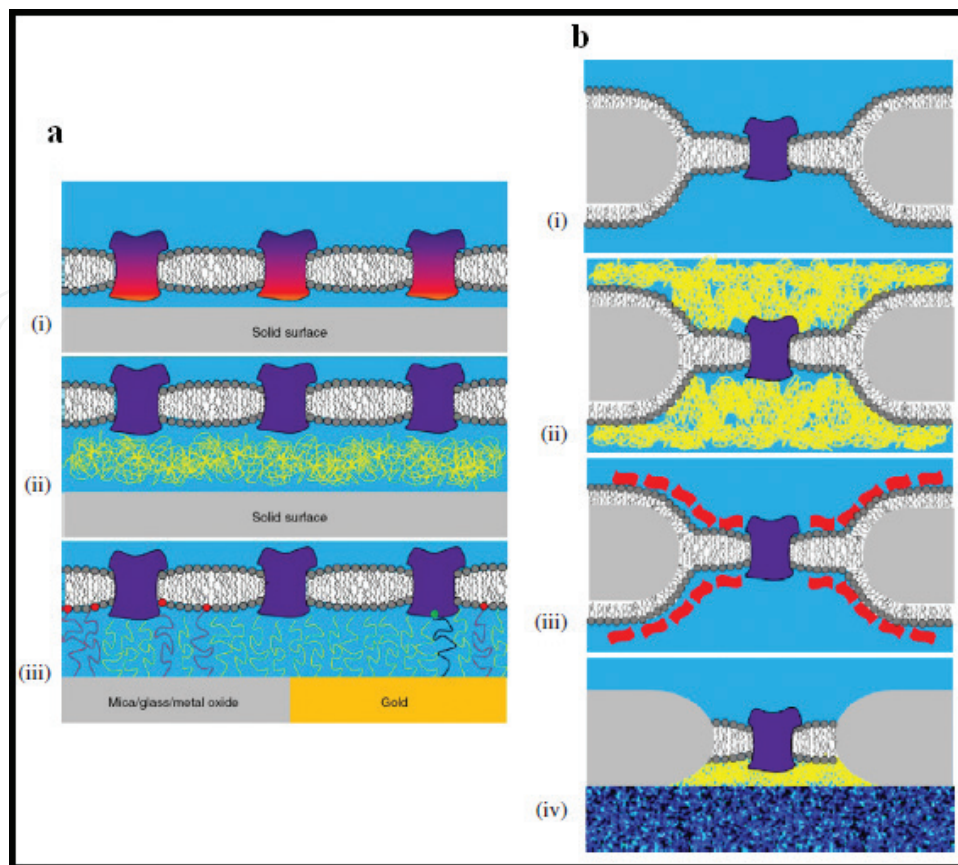 a
(i)
Solid surface
(ii)
Solid surface
(iii)
Mica/glass/metal oxide Gold
b
(i)
(ii)
(iii)
(iv)